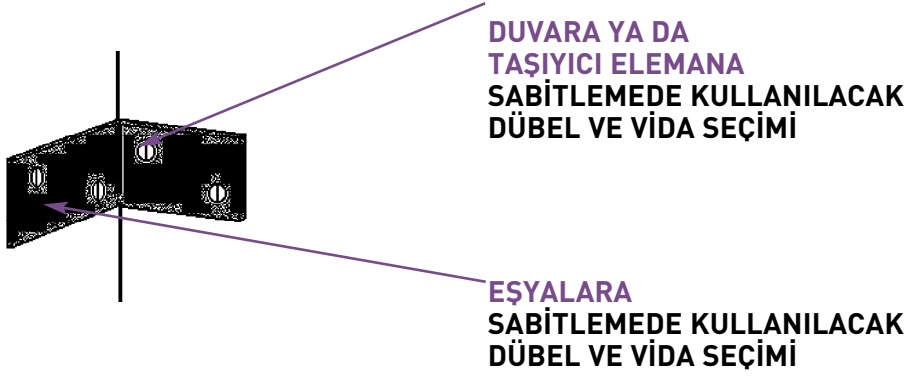 DUVARA YA DA
TAŞIYICI ELEMANA
SABİTLEMEDE KULLANILACAK
DÜBEL VE VİDA SEÇİMİ
EŞYALARA
SABİTLEMEDE KULLANILACAK
DÜBEL VE VİDA SEÇİMİ